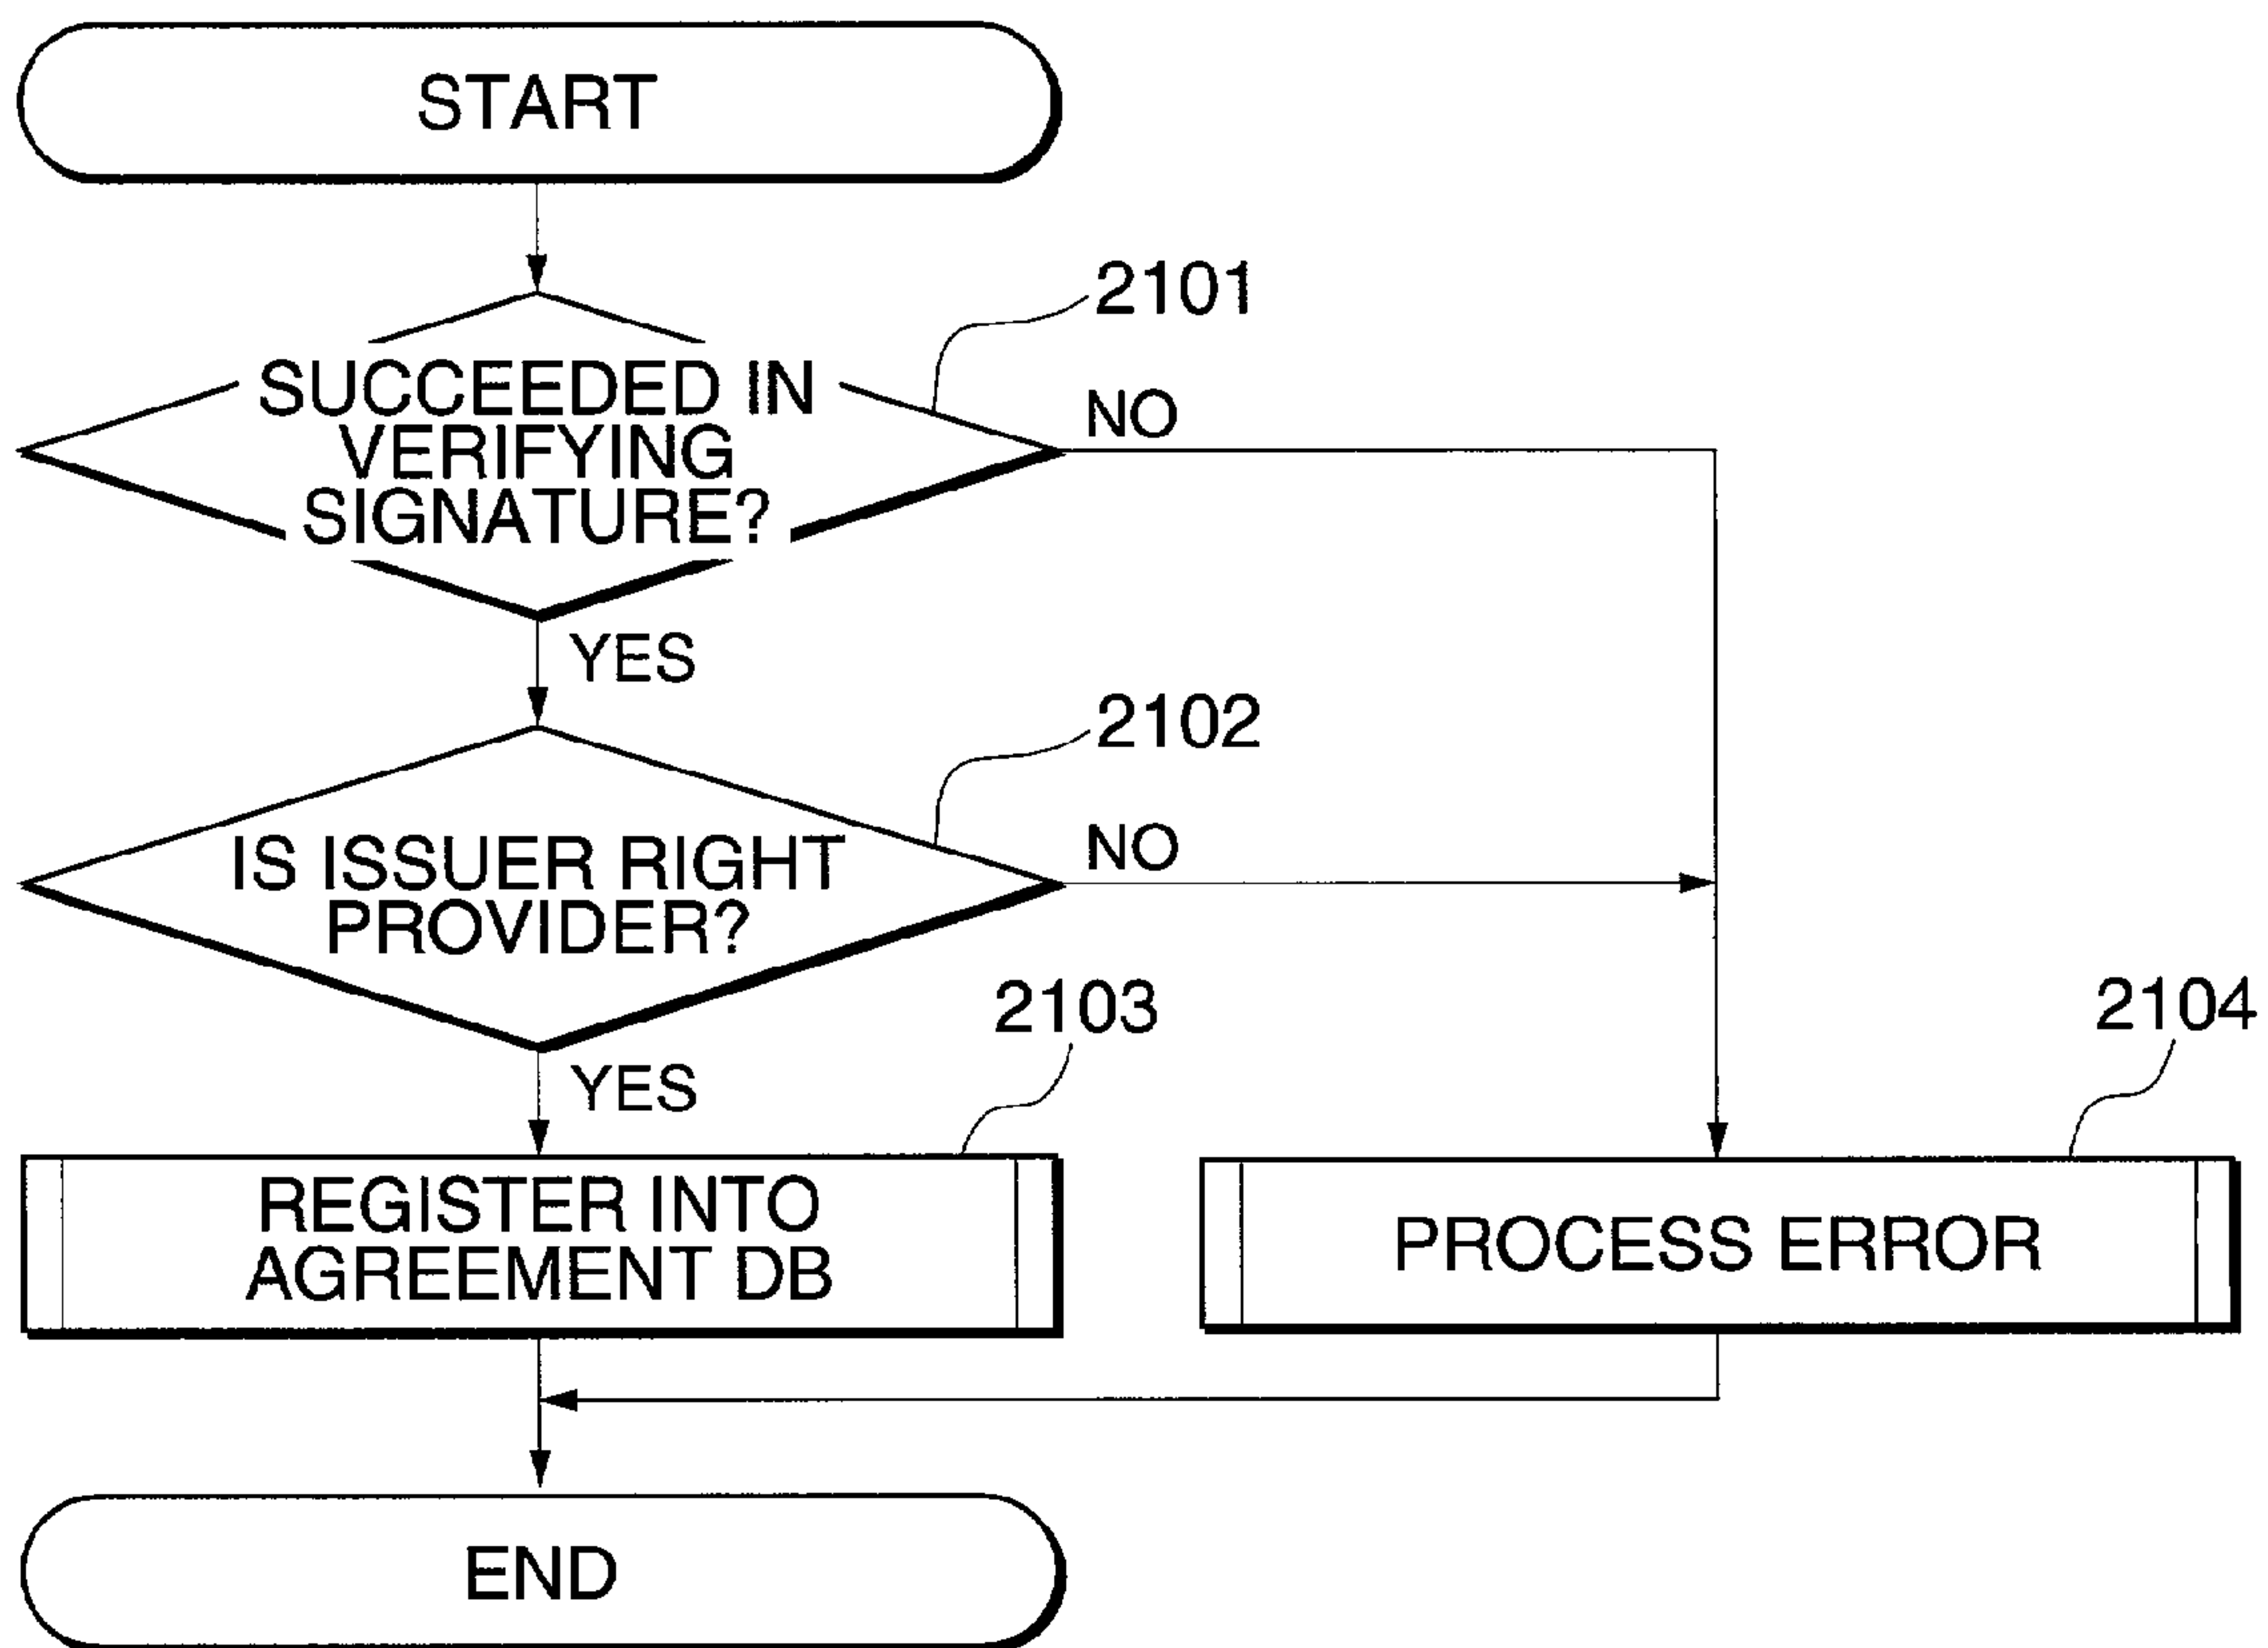 START
2101
SUCCEEDED IN
VERIFYING
SIGNATURE?
NO
YES
2102
IS ISSUER RIGHT
PROVIDER?
NO
YES
2103
2104
REGISTER INTO
AGREEMENT DB
PROCESS ERROR
END